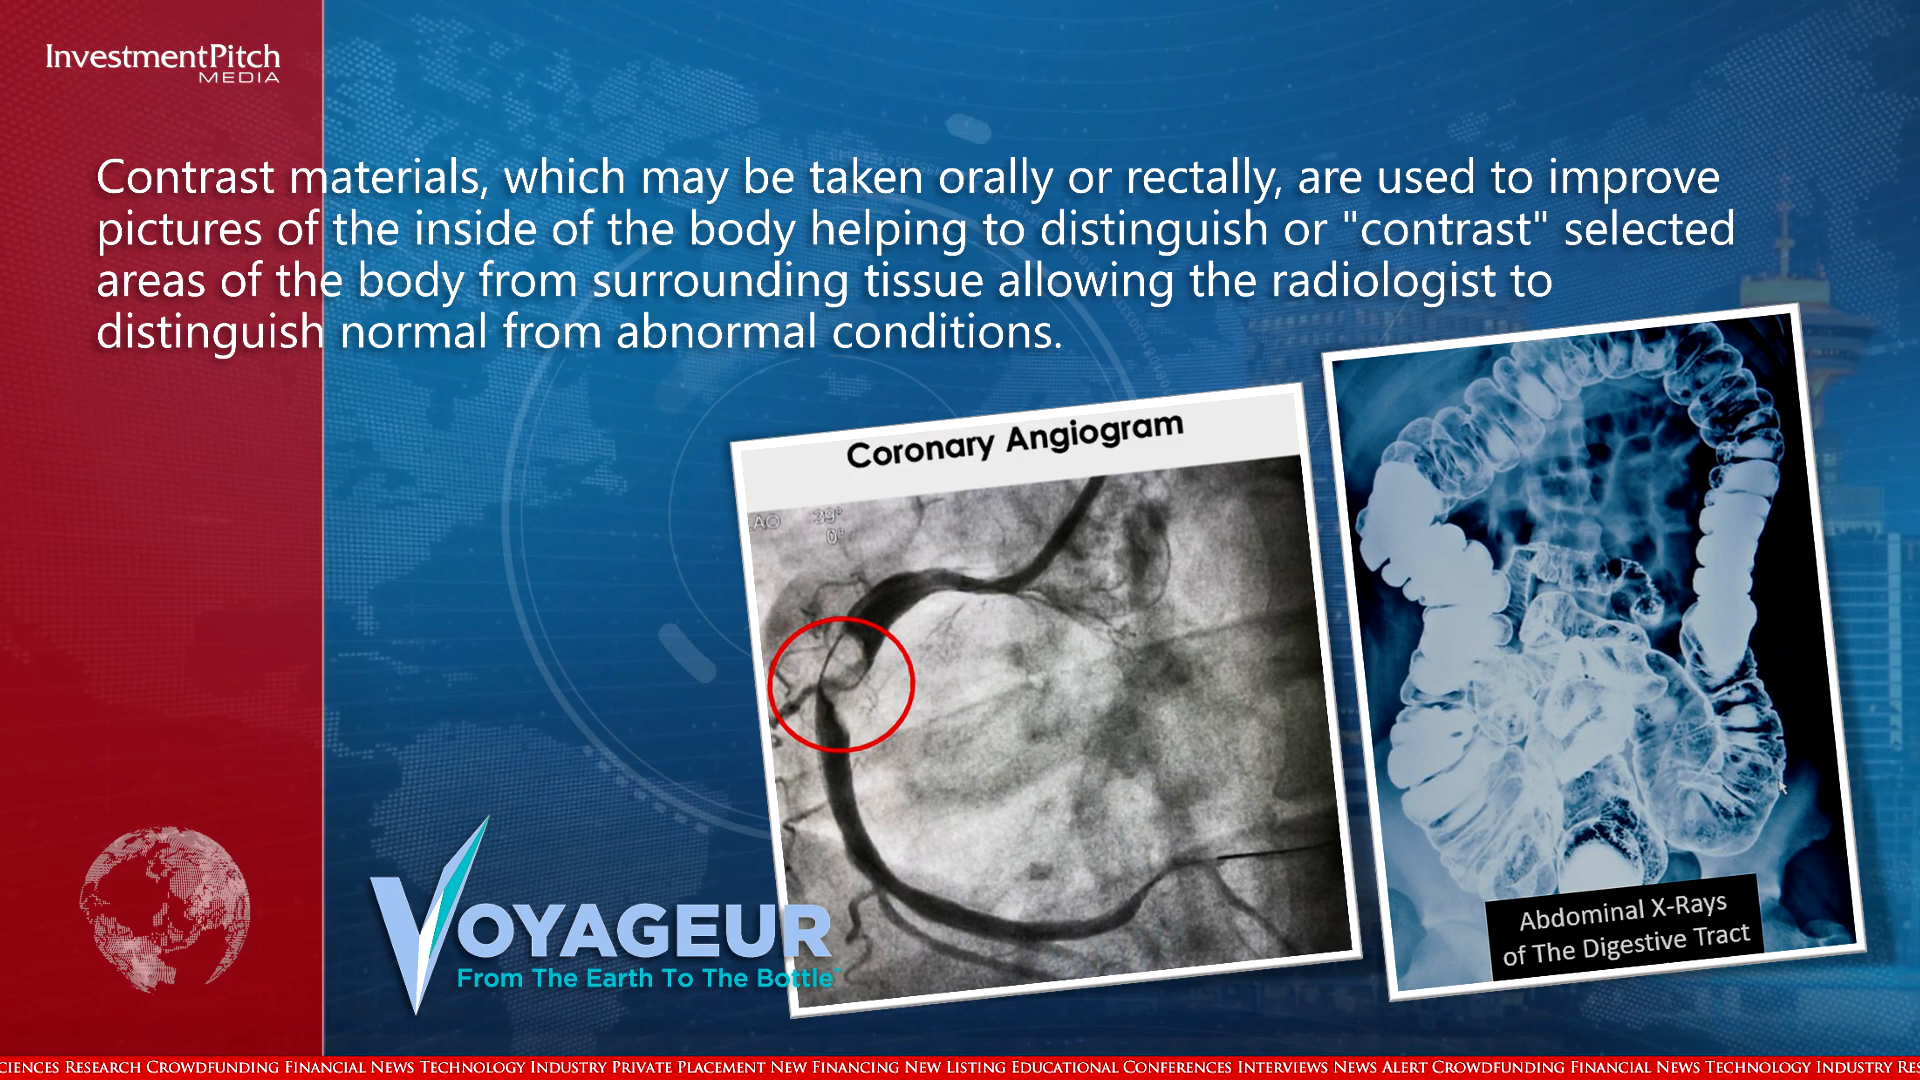 InvestmentPitch
MEDIA
Contrast materials, which may be taken orally or rectally, are used to improve
pictures of the inside of the body helping to distinguish or "contrast" selected
areas of the body from surrounding tissue allowing the radiologist to
distinguish normal from abnormal conditions.
Coronary Angiogram
LAO 39°
0°
Abdominal X-Rays
of The Digestive Tract
VOYAGEUR
From The Earth To The Bottle™
CIENCES RESEARCH CROWDFUNDING FINANCIAL NEWS TECHNOLOGY INDUSTRY PRIVATE PLACEMENT NEW FINANCING NEW LISTING EDUCATIONAL CONFERENCES INTERVIEWS NEWS ALERT CROWDFUNDING FINANCIAL NEWS TECHNOLOGY INDUSTRY RES